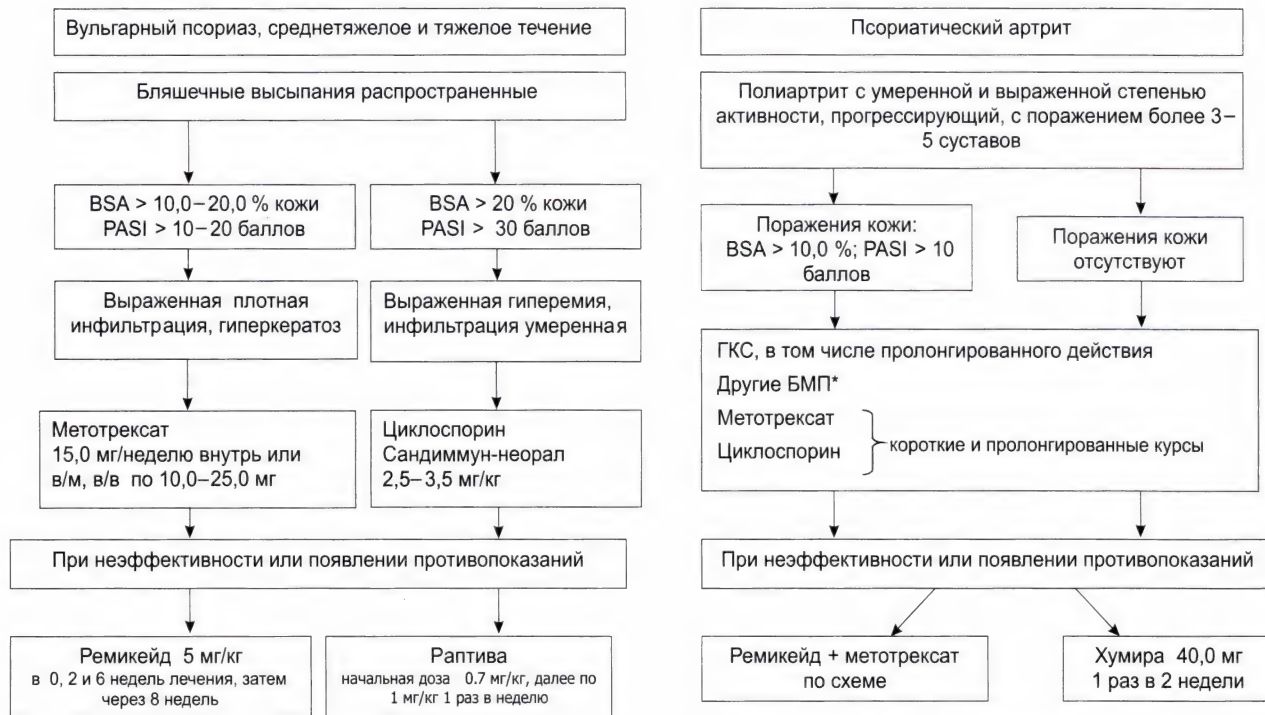 Вульгарный псориаз, среднетяжелое и тяжелое течение
Бляшечные высыпания распространенные
BSA > 10,0–20,0 % кожи
PASI > 10–20 баллов
BSA > 20 % кожи
PASI > 30 баллов
Выраженная плотная
инфильтрация, гиперкератоз
Выраженная гиперемия,
инфильтрация умеренная
Метотрексат
15,0 мг/неделю внутрь или
в/м, в/в по 10,0–25,0 мг
Циклоспорин
Сандиммун-неорал
2,5–3,5 мг/кг
При неэффективности или появлении противопоказаний
Ремикейд 5 мг/кг
в 0, 2 и 6 недель лечения, затем
через 8 недель
Раптива
начальная доза 0.7 мг/кг, далее по
1 мг/кг 1 раз в неделю
Псориатический артрит
Полиартрит с умеренной и выраженной степенью
активности, прогрессирующий, с поражением более 3–
5 суставов
Поражения кожи:
BSA > 10,0 %; PASI > 10
баллов
Поражения кожи
отсутствуют
ГКС, в том числе пролонгированного действия
Другие БМП*
Метотрексат
Циклоспорин
короткие и пролонгированные курсы
При неэффективности или появлении противопоказаний
Ремикейд + метотрексат
по схеме
Хумира 40,0 мг
1 раз в 2 недели